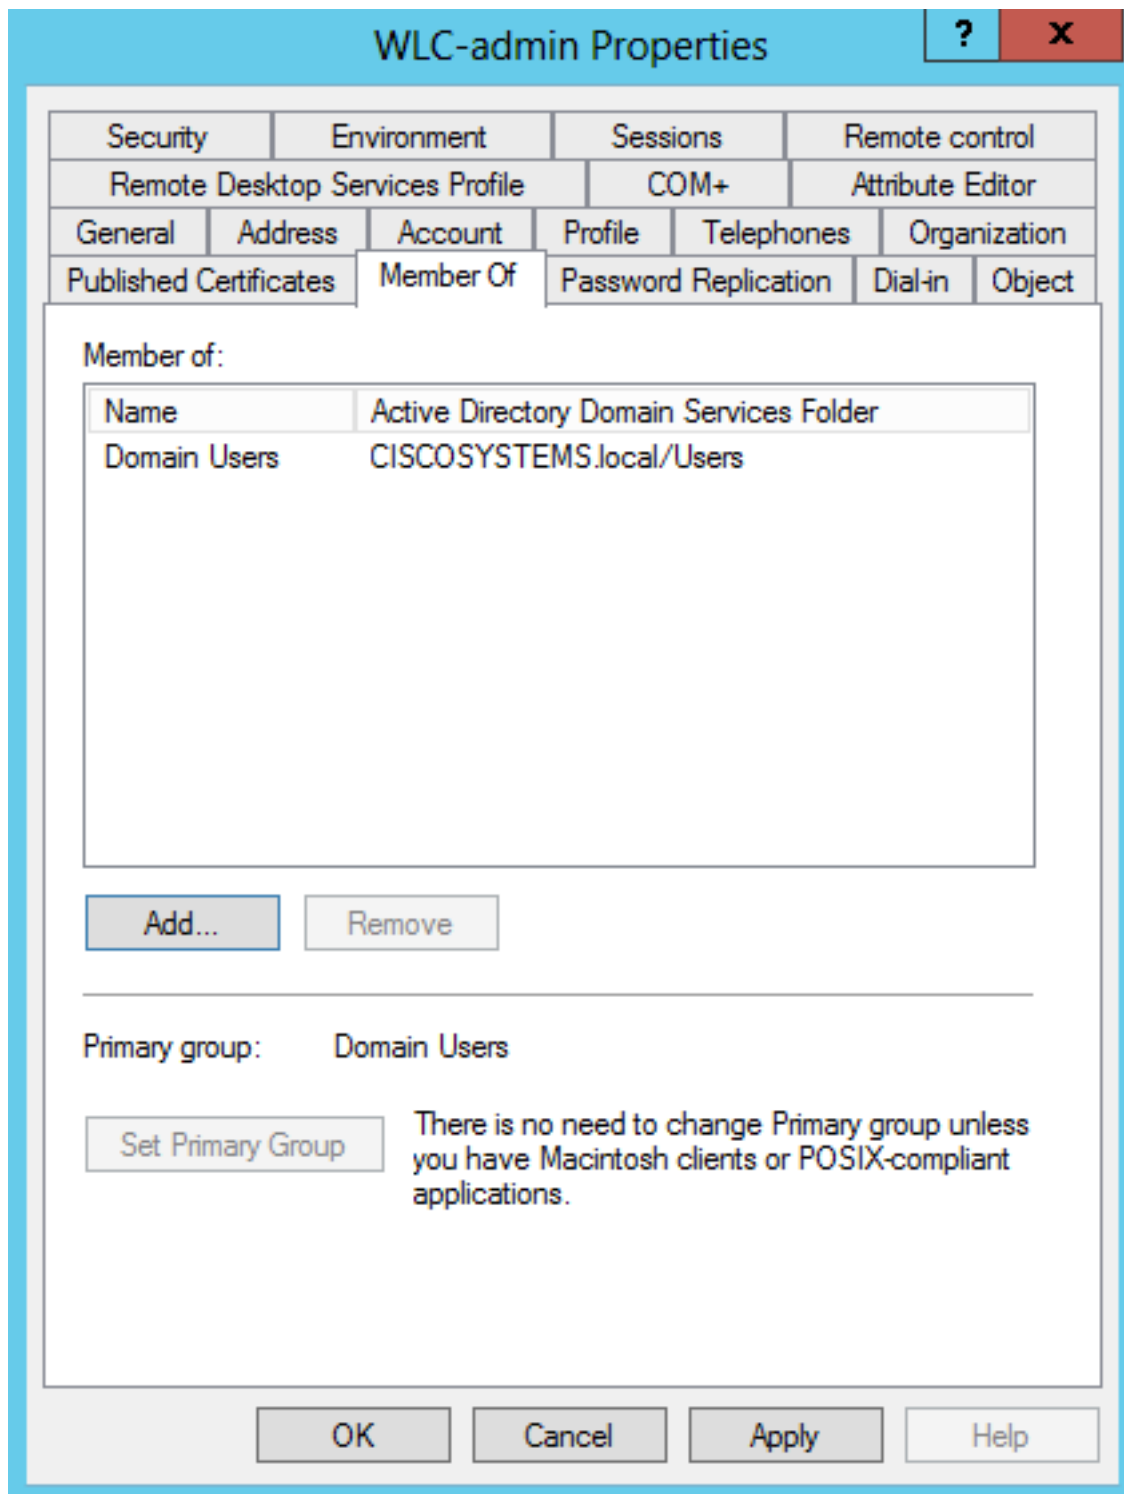 WLC-admin Properties
?
x
Security Environment Sessions Remote control
Remote Desktop Services Profile COM+ Attribute Editor
General Address Account Profile Telephones Organization
Published Certificates Member Of Password Replication Dial-in Object
Member of:
Name Active Directory Domain Services Folder
Domain Users CISCOSYSTEMS.local/Users
Add... Remove
Primary group: Domain Users
Set Primary Group
There is no need to change Primary group unless
you have Macintosh clients or POSIX-compliant
applications.
OK Cancel Apply Help